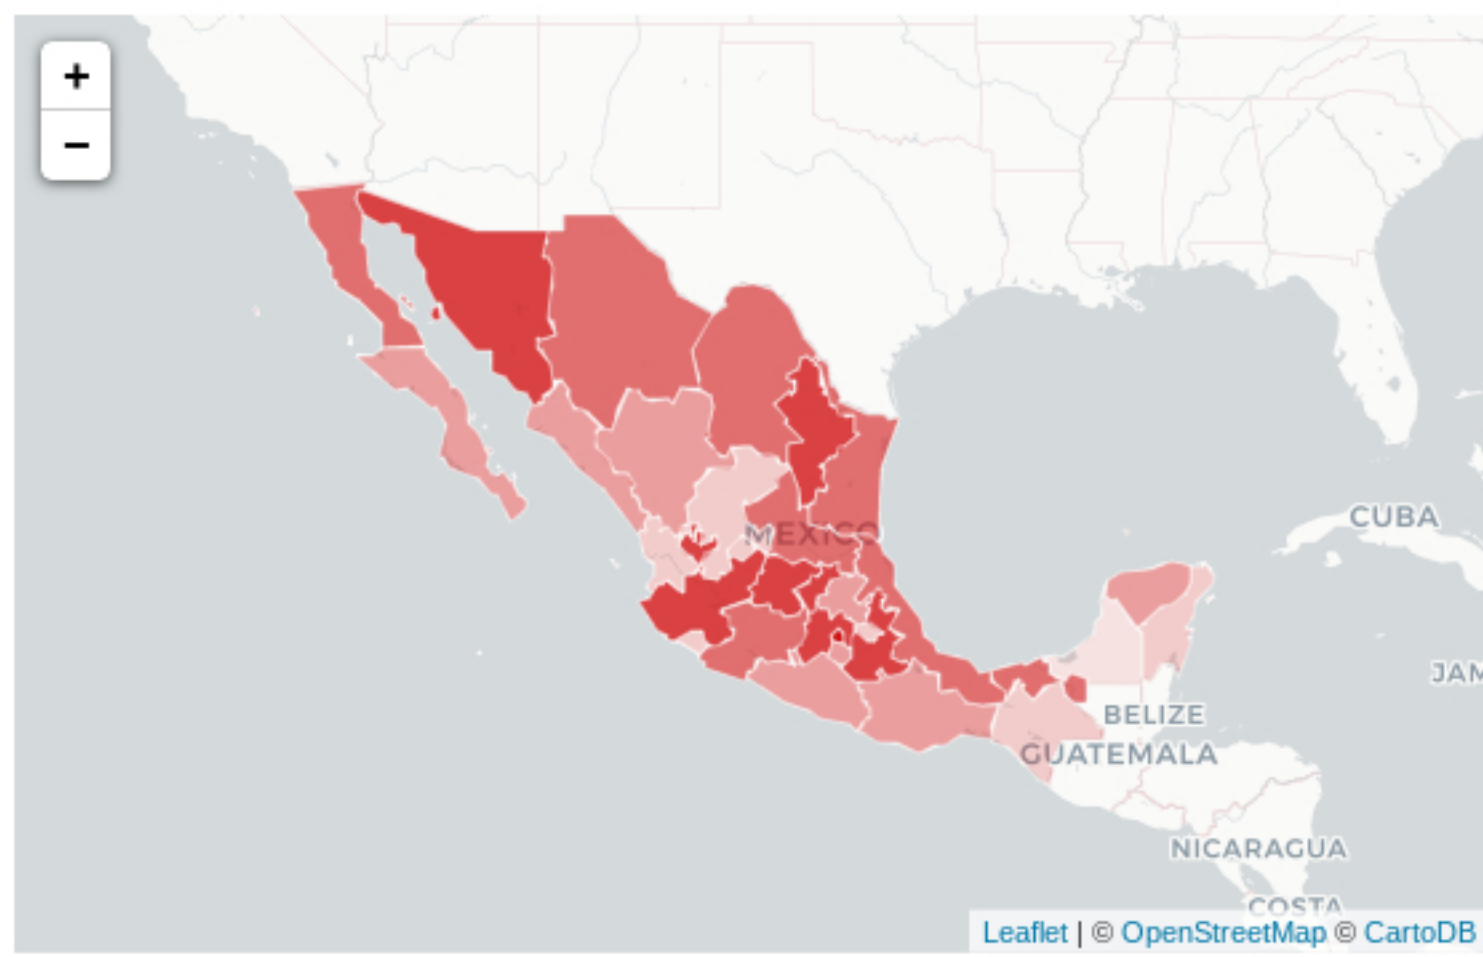 +
−
MEXICO
CUBA
JAM
BELIZE
GUATEMALA
NICARAGUA
COSTA
Leaflet | © OpenStreetMap © CartoDB